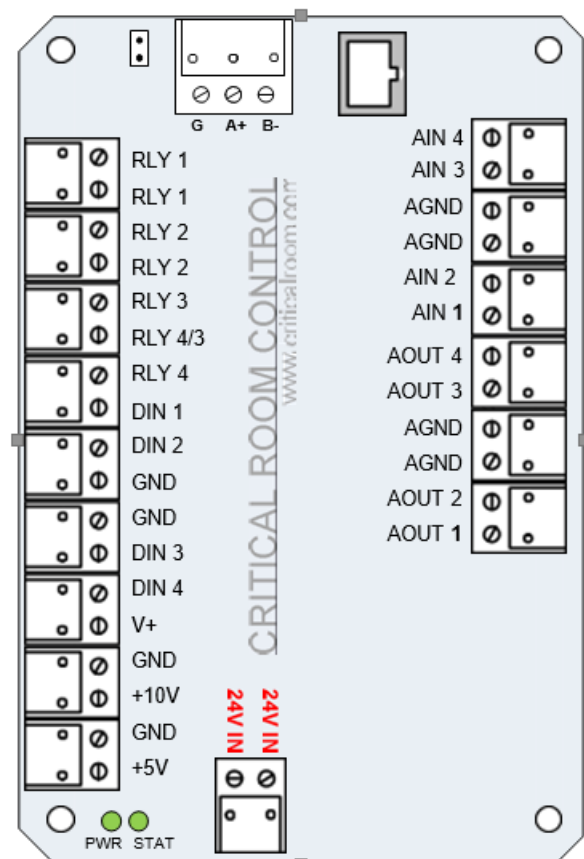 G A+ B-
RLY 1
RLY 1
RLY 2
RLY 2
RLY 3
RLY 4/3
RLY 4
DIN 1
DIN 2
GND
GND
DIN 3
DIN 4
V+
GND
+10V
GND
+5V
PWR STAT
CRITICAL ROOM CONTROL
www.criticalroom.com
24V IN
24V IN
AIN 4
AIN 3
AGND
AGND
AIN 2
AIN 1
AOUT 4
AOUT 3
AGND
AGND
AOUT 2
AOUT 1